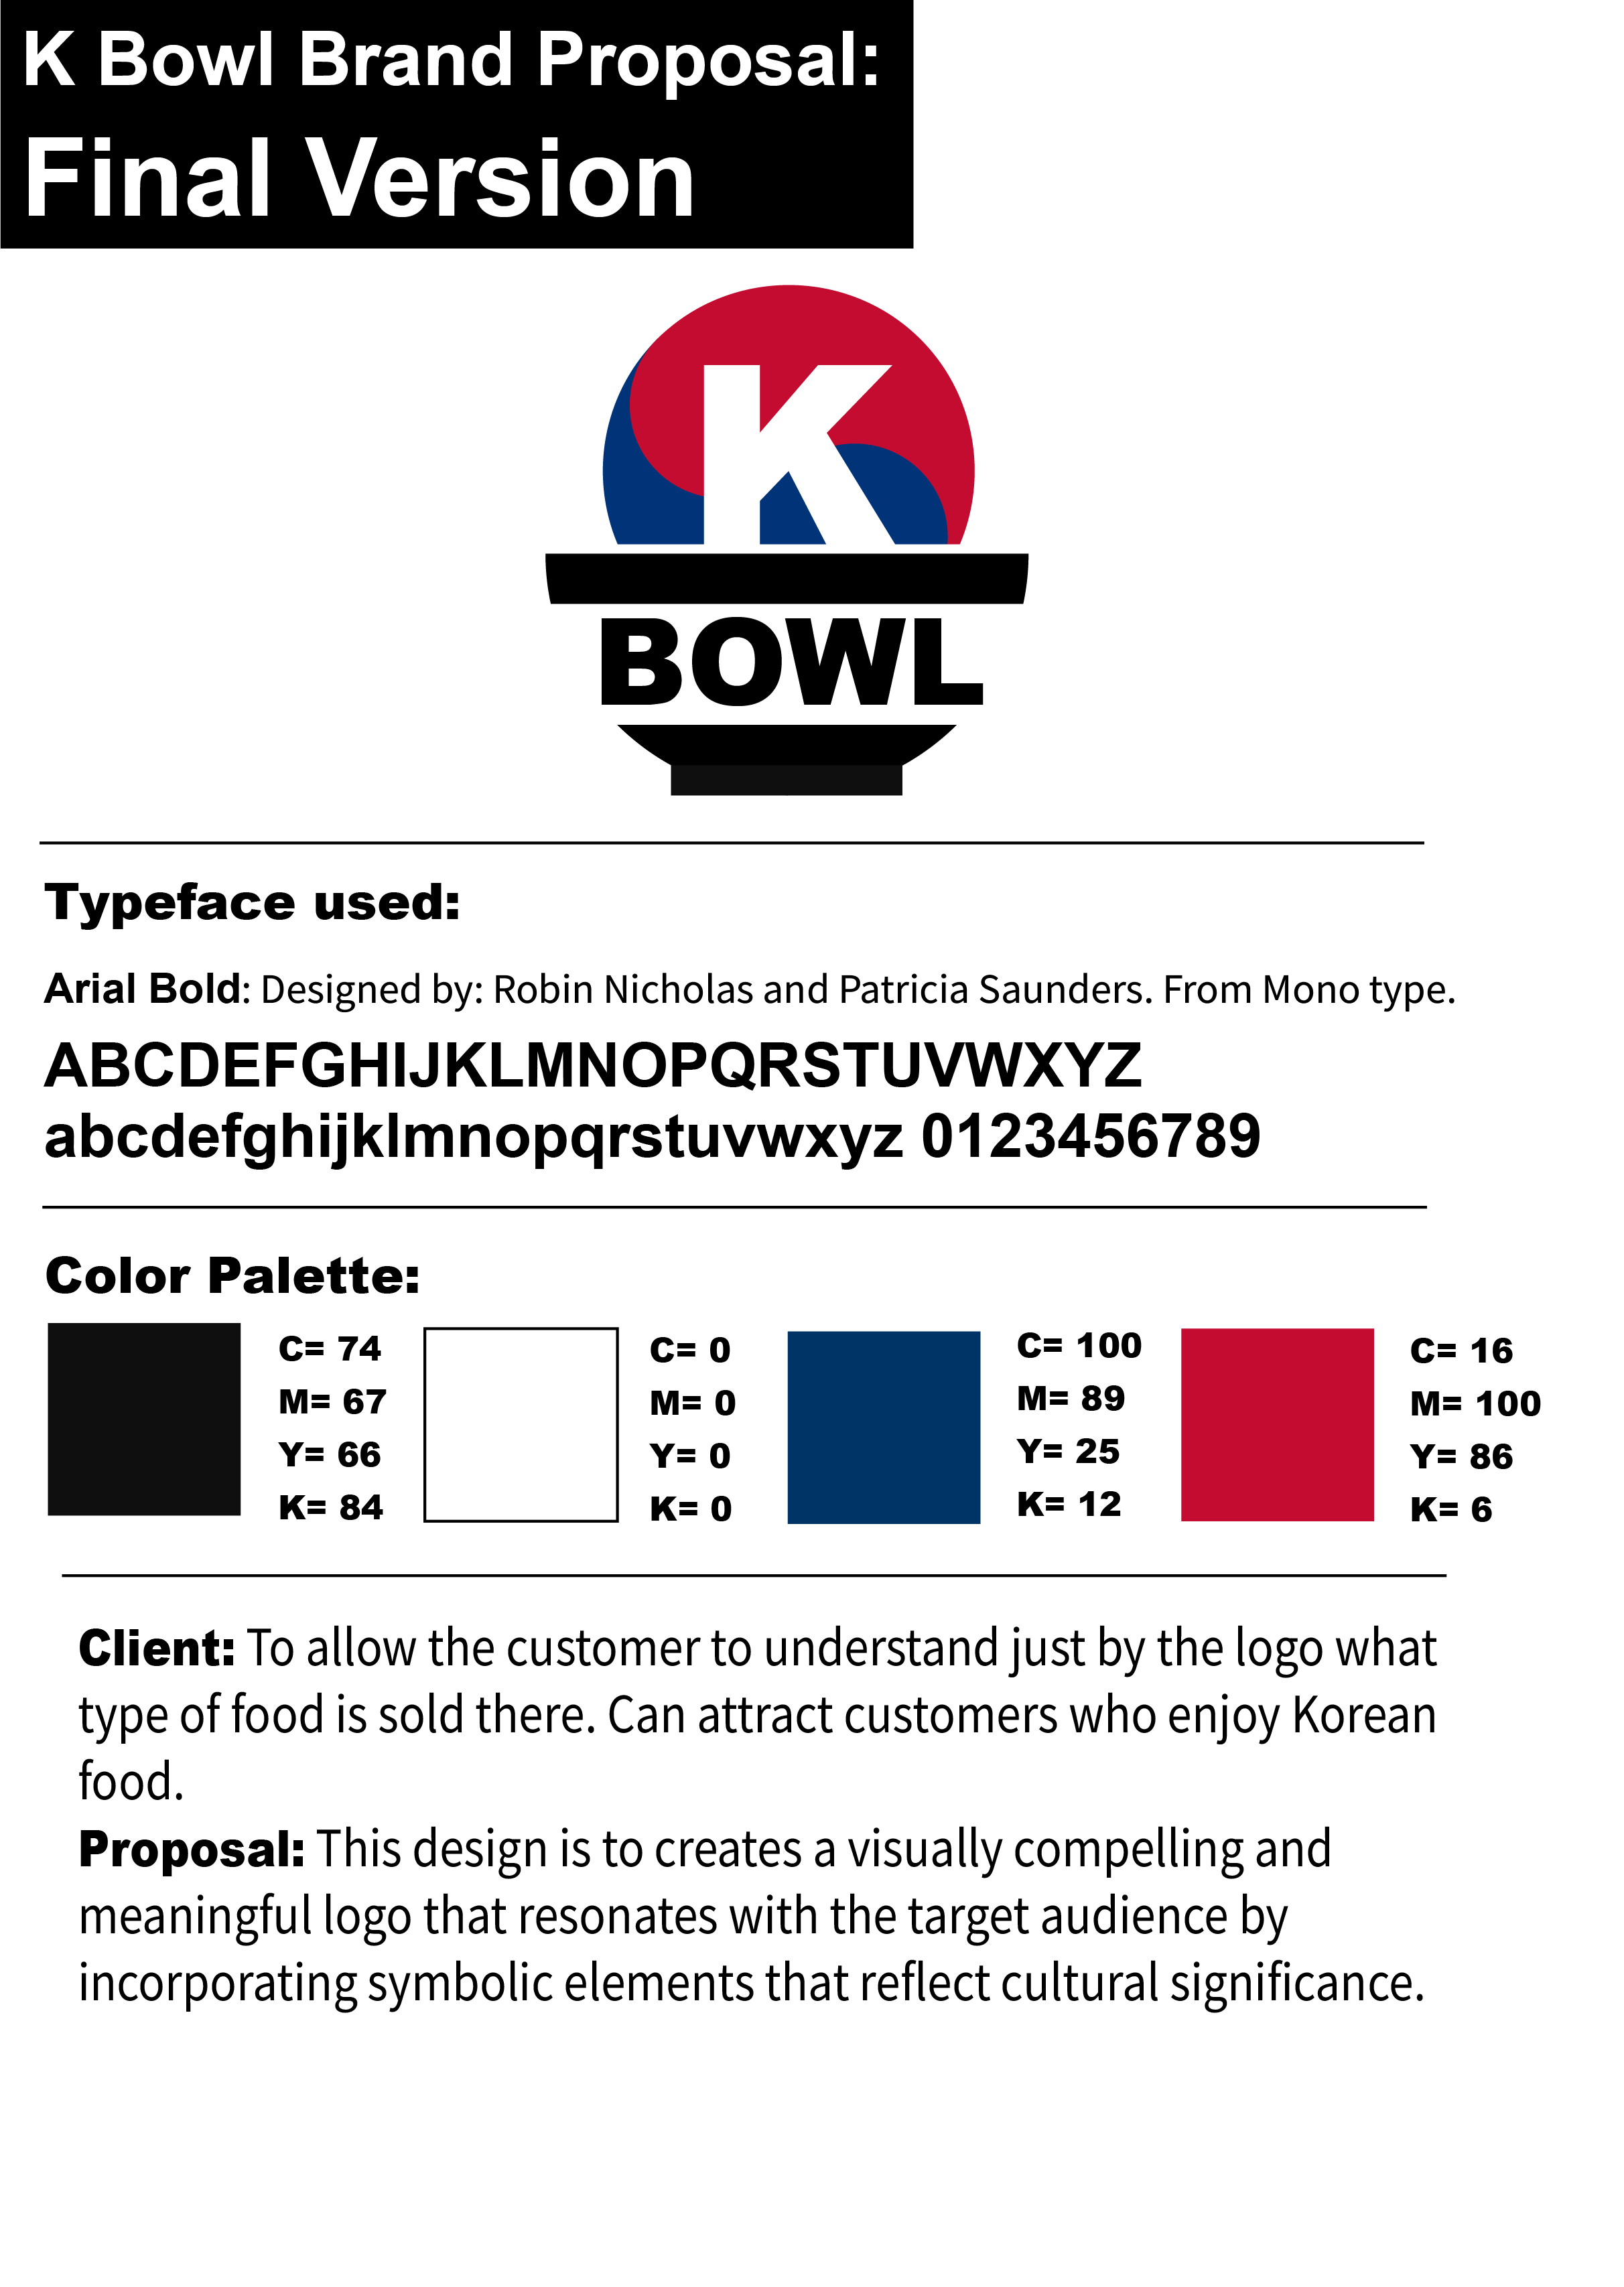 K Bowl Brand Proposal:
Final Version
K
BOWL
Typeface used:
Arial Bold: Designed by: Robin Nicholas and Patricia Saunders. From Mono type.
ABCDEFGHIJKLMNOPQRSTUVWXYZ
abcdefghijklmnopqrstuvwxyz 0123456789
Color Palette:
C= 74
M= 67
Y= 66
K= 84
C= 0
M= 0
Y= 0
K= 0
C= 100
M= 89
Y= 25
K= 12
C= 16
M= 100
Y= 86
K= 6
Client: To allow the customer to understand just by the logo what
type of food is sold there. Can attract customers who enjoy Korean
food.
Proposal: This design is to creates a visually compelling and
meaningful logo that resonates with the target audience by
incorporating symbolic elements that reflect cultural significance.